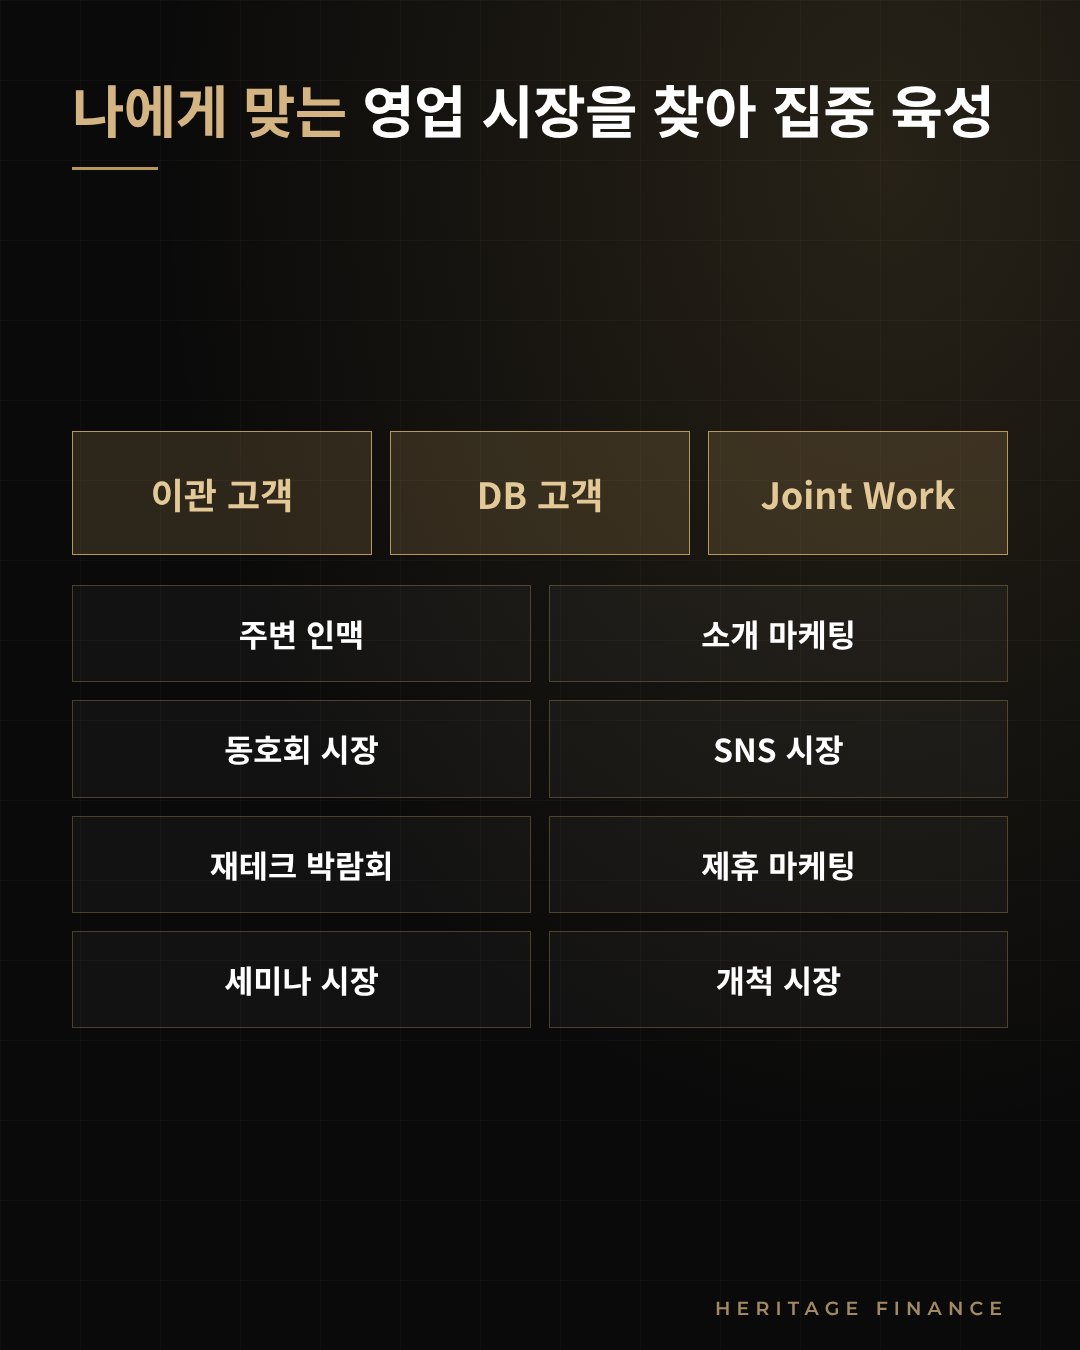 나에게 맞는 영업 시장을 찾아 집중 육성
이관 고객
DB 고객
Joint Work
주변 인맥
소개 마케팅
동호회 시장
SNS 시장
재테크 박람회
제휴 마케팅
세미나 시장
개척 시장
HERITAGE FINANCE